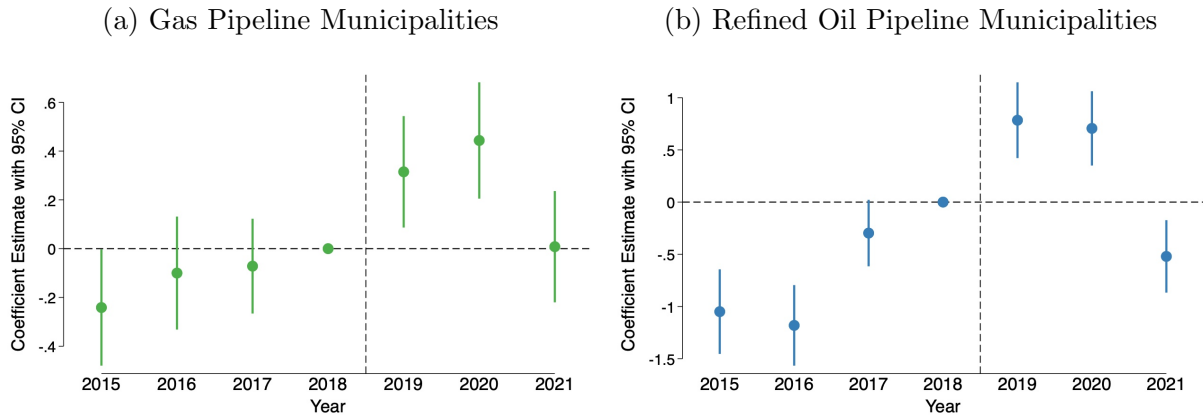 (a) Gas Pipeline Municipalities
Coefficient Estimate with 95% CI
.6
.4
.2
0
-.2
-.4
2015 2016 2017 2018 2019 2020 2021
Year
(b) Refined Oil Pipeline Municipalities
Coefficient Estimate with 95% CI
1
.5
0
-.5
-1
-1.5
2015 2016 2017 2018 2019 2020 2021
Year